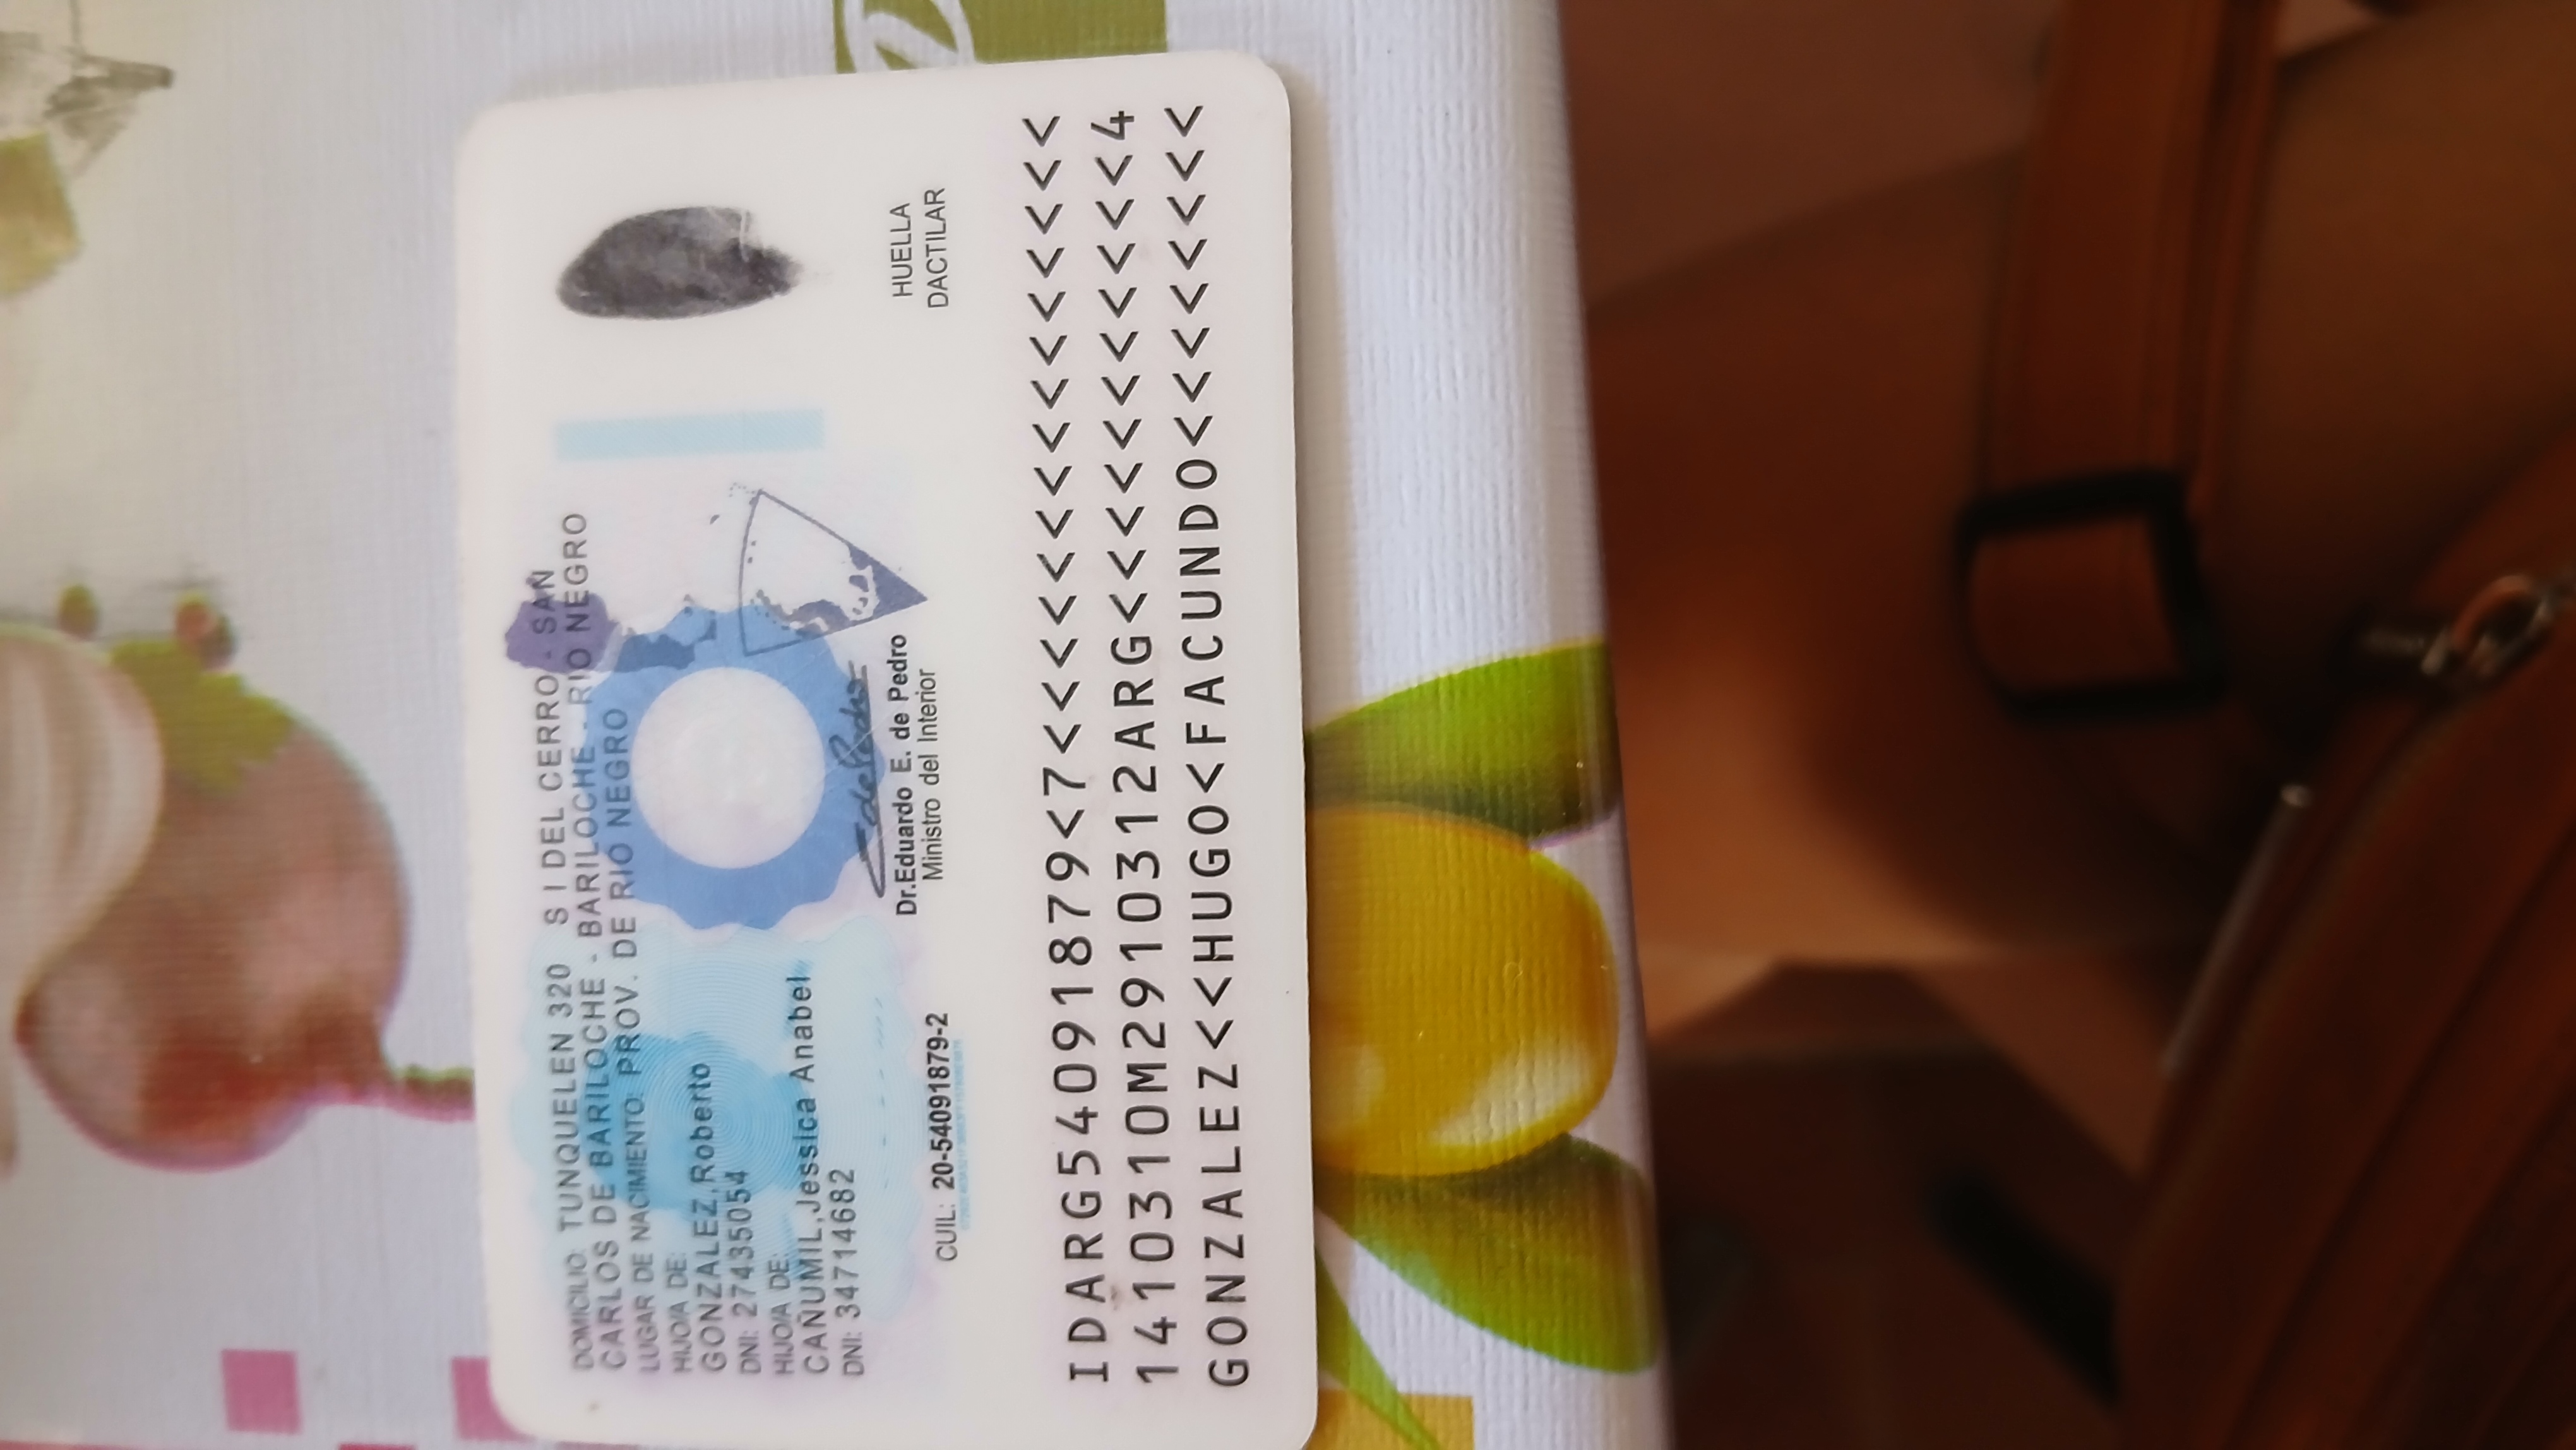 DOMICILIO: TUNQUELEN 320 S I DEL CERRO - SAN
CARLOS DE BARILOCHE - BARILOCHE - RIO NEGRO
LUGAR DE NACIMIENTO: PROV. DE RIO NEGRO
HIJO/A DE:
GONZALEZ,Roberto
DNI: 27435054
HIJO/A DE:
CAÑUMIL,Jessica Anabel
DNI: 34714682
EdePedro
Dr.Eduardo E. de Pedro
Ministro del Interior
CUIL: 20-54091879-2
HUELLA
DACTILAR
IDARG54091879<7<<<<<<<<<<<<<<<
1410310M2910312ARG<<<<<<<<<<<4
GONZALEZ<<HUGO<FACUNDO<<<<<<<<